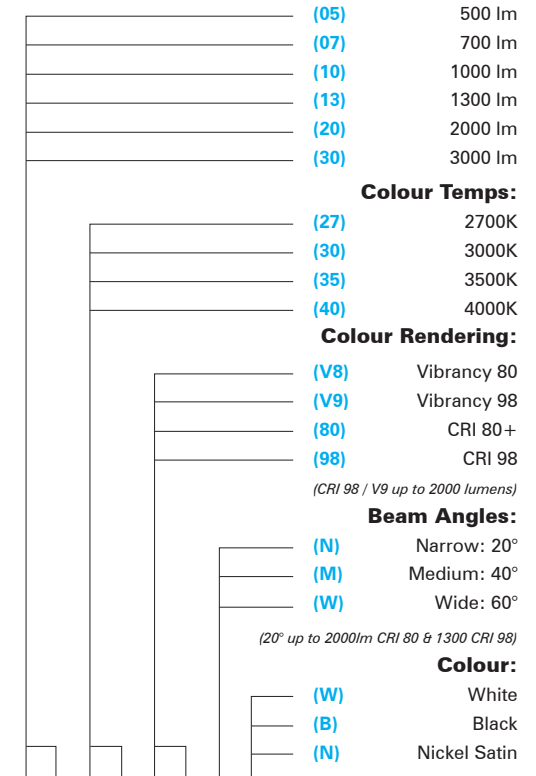 (05) 500 lm
(07) 700 lm
(10) 1000 lm
(13) 1300 lm
(20) 2000 lm
(30) 3000 lm
Colour Temps:
(27) 2700K
(30) 3000K
(35) 3500K
(40) 4000K
Colour Rendering:
(V8) Vibrancy 80
(V9) Vibrancy 98
(80) CRI 80+
(98) CRI 98
(CRI 98 / V9 up to 2000 lumens)
Beam Angles:
(N) Narrow: 20°
(M) Medium: 40°
(W) Wide: 60°
(20° up to 2000lm CRI 80 & 1300 CRI 98)
Colour:
(W) White
(B) Black
(N) Nickel Satin